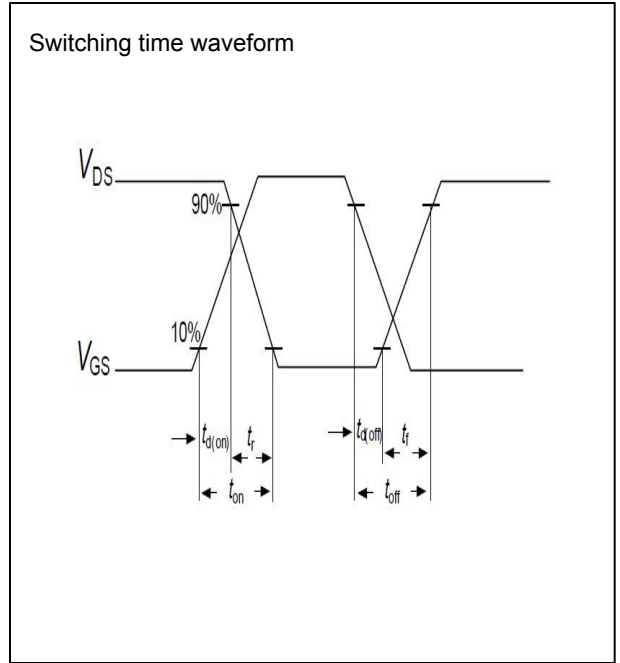 Switching time waveform
VDS
90%
10%
VGS
td(on) tr td(off) tf
ton toff